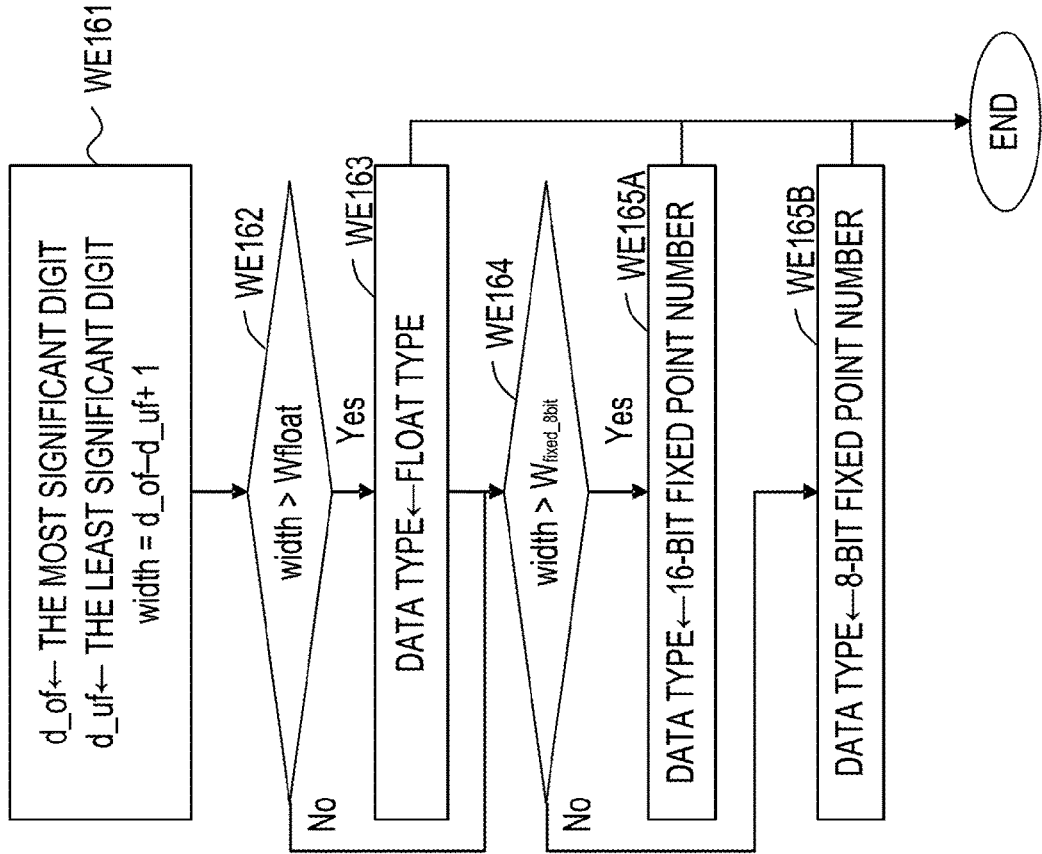 d_of←THE MOST SIGNIFICANT DIGIT
d_uf←THE LEAST SIGNIFICANT DIGIT
width = d_of–d_uf+ 1
WE161
width > Wfloat
WE162
No
Yes
DATA TYPE←FLOAT TYPE
WE163
width > Wfixed_8bit
WE164
No
Yes
DATA TYPE←16-BIT FIXED POINT NUMBER
WE165A
DATA TYPE←8-BIT FIXED POINT NUMBER
WE165B
END